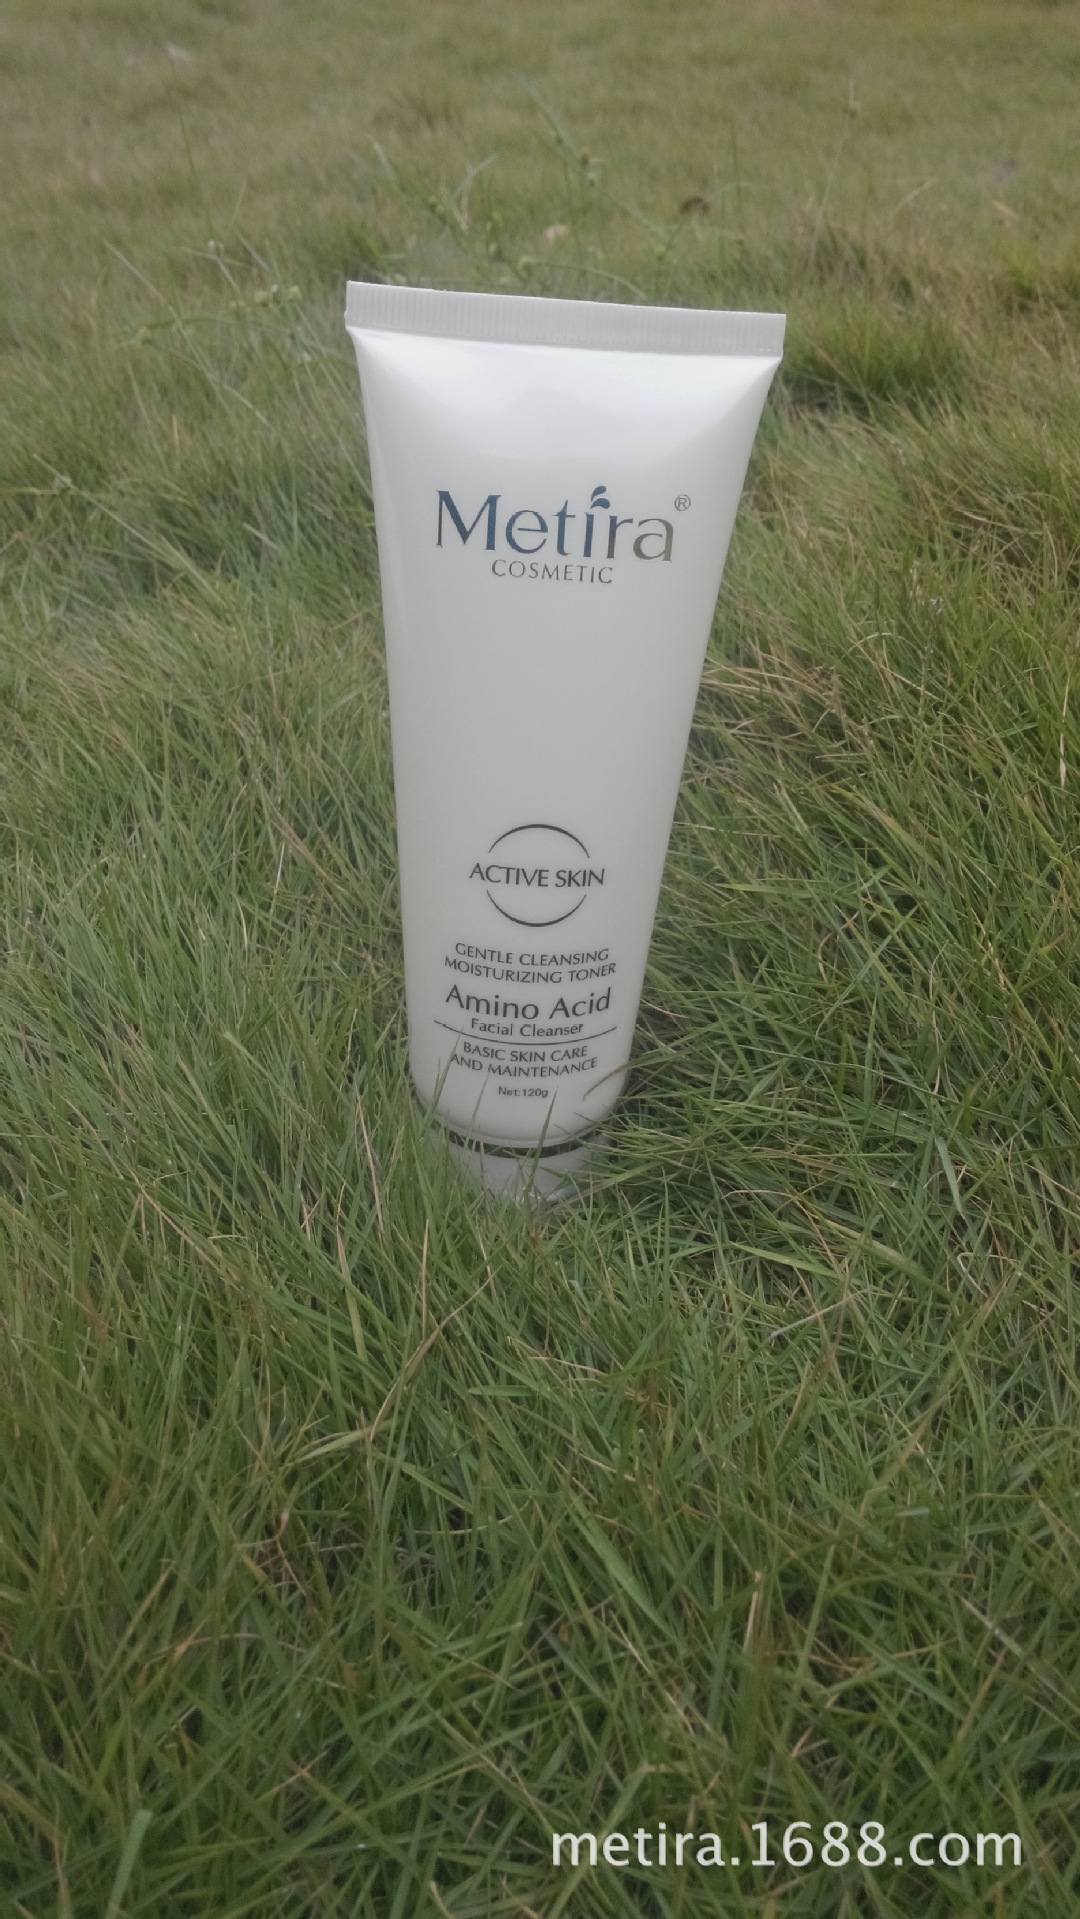 Metira®
COSMETIC
ACTIVE SKIN
GENTLE CLEANSING
MOISTURIZING TONER
Amino Acid
Facial Cleanser
BASIC SKIN CARE
AND MAINTENANCE
Net:120g
metira.1688.com